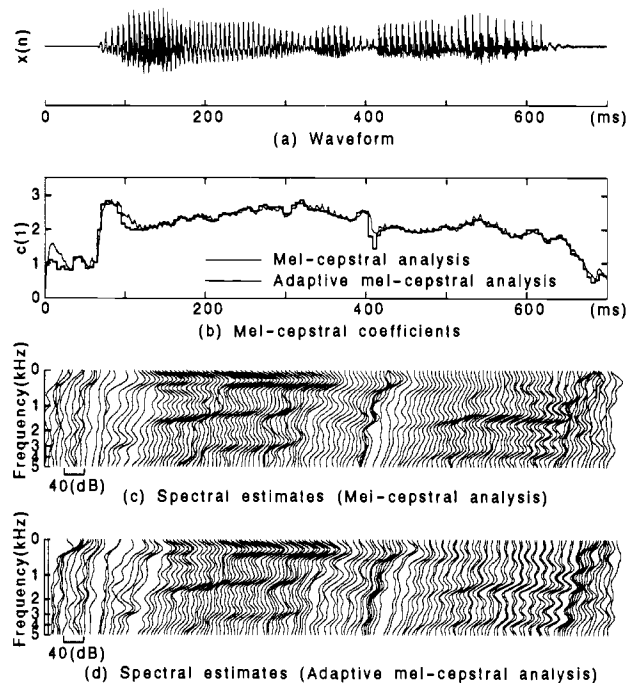 x(n)
0 200 400 600 (ms)
(a) Waveform
3
2
1
0
c(1)
Mel-cepstral analysis
Adaptive mel-cepstral analysis
0 100 200 300 400 500 600 (ms)
(b) Mel-cepstral coefficients
Frequency(kHz)
0
1
2
3
4
5
40(dB)
(c) Spectral estimates (Mel-cepstral analysis)
Frequency(kHz)
0
1
2
3
4
5
40(dB)
(d) Spectral estimates (Adaptive mel-cepstral analysis)